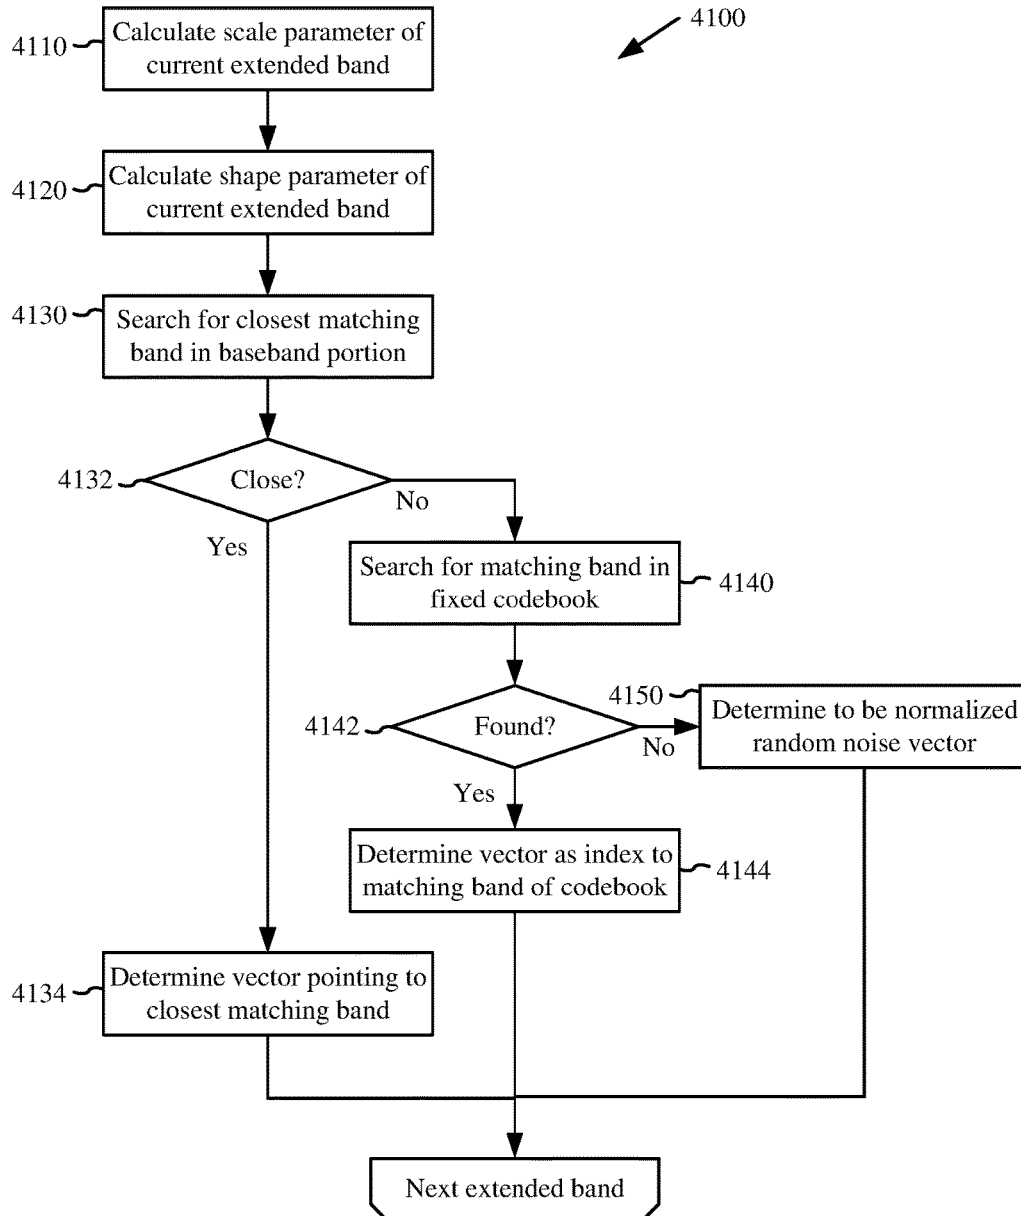 4100
4110
Calculate scale parameter of
current extended band
4120
Calculate shape parameter of
current extended band
4130
Search for closest matching
band in baseband portion
4132
Close?
No
Yes
Search for matching band in
fixed codebook
4140
4142
Found?
No
Yes
4150
Determine to be normalized
random noise vector
Determine vector as index to
matching band of codebook
4144
4134
Determine vector pointing to
closest matching band
Next extended band